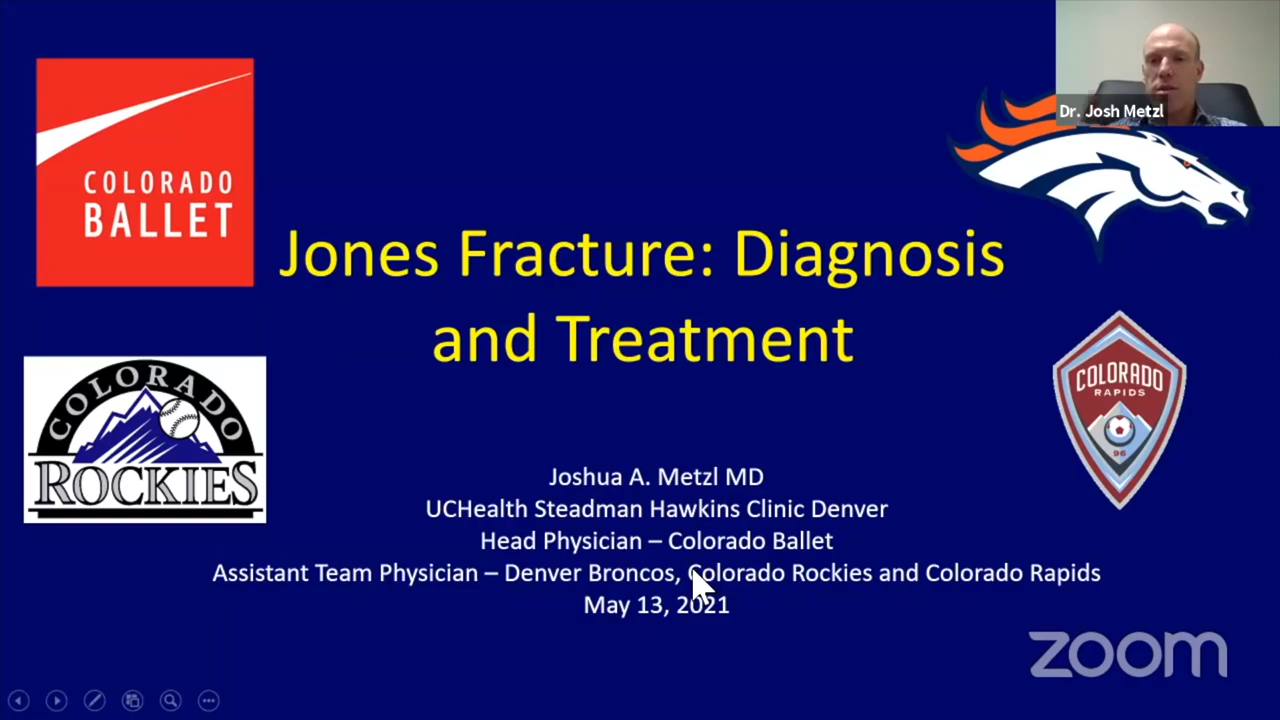 Dr. Josh Metzl
COLORADO
BALLET
Jones Fracture: Diagnosis
and Treatment
COLORADO
ROCKIES
COLORADO
RAPIDS
96
Joshua A. Metzl MD
UCHealth Steadman Hawkins Clinic Denver
Head Physician – Colorado Ballet
Assistant Team Physician – Denver Broncos, Colorado Rockies and Colorado Rapids
May 13, 2021
zoom